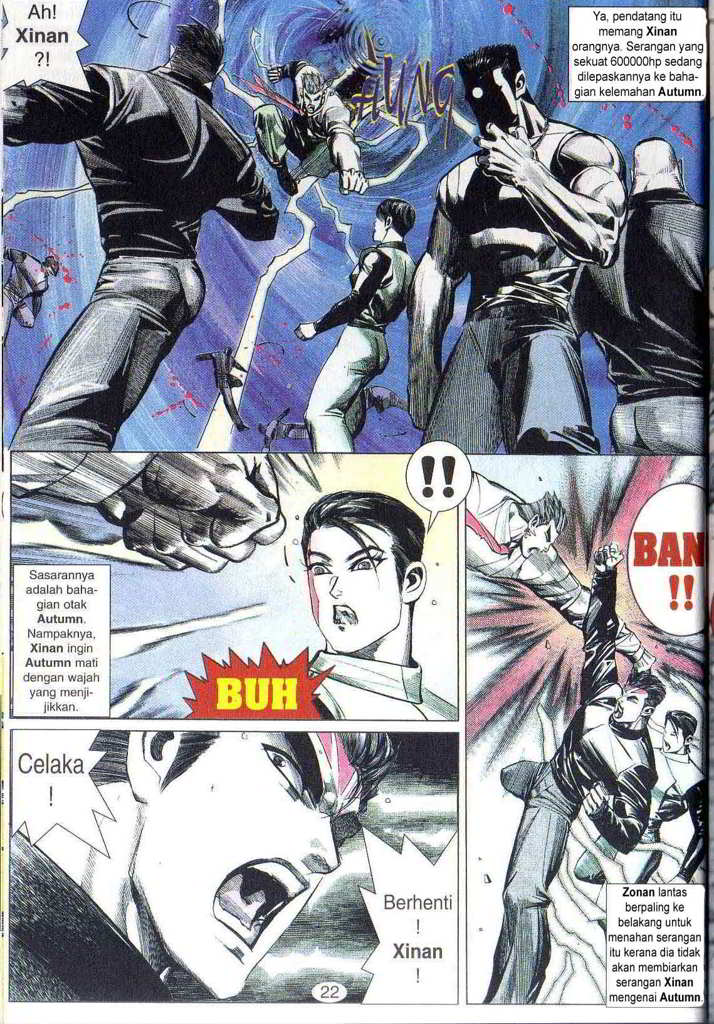 Ah!
Xinan
?!
Ya, pendatang itu
memang Xinan
orangnya. Serangan yang
sekuat 600000hp sedang
dilepaskannya ke baha-
gian kelemahan Autumn.
!!
Sasarannya
adalah baha-
gian otak
Autumn.
Nampaknya,
Xinan ingin
Autumn mati
dengan wajah
yang menji-
jikkan.
BUH
BAN
!!
Celaka
!
Berhenti
!
Xinan
!
Zonan lantas
berpaling ke
belakang untuk
menahan serangan
itu kerana dia tidak
akan membiarkan
serangan Xinan
mengenai Autumn.
22